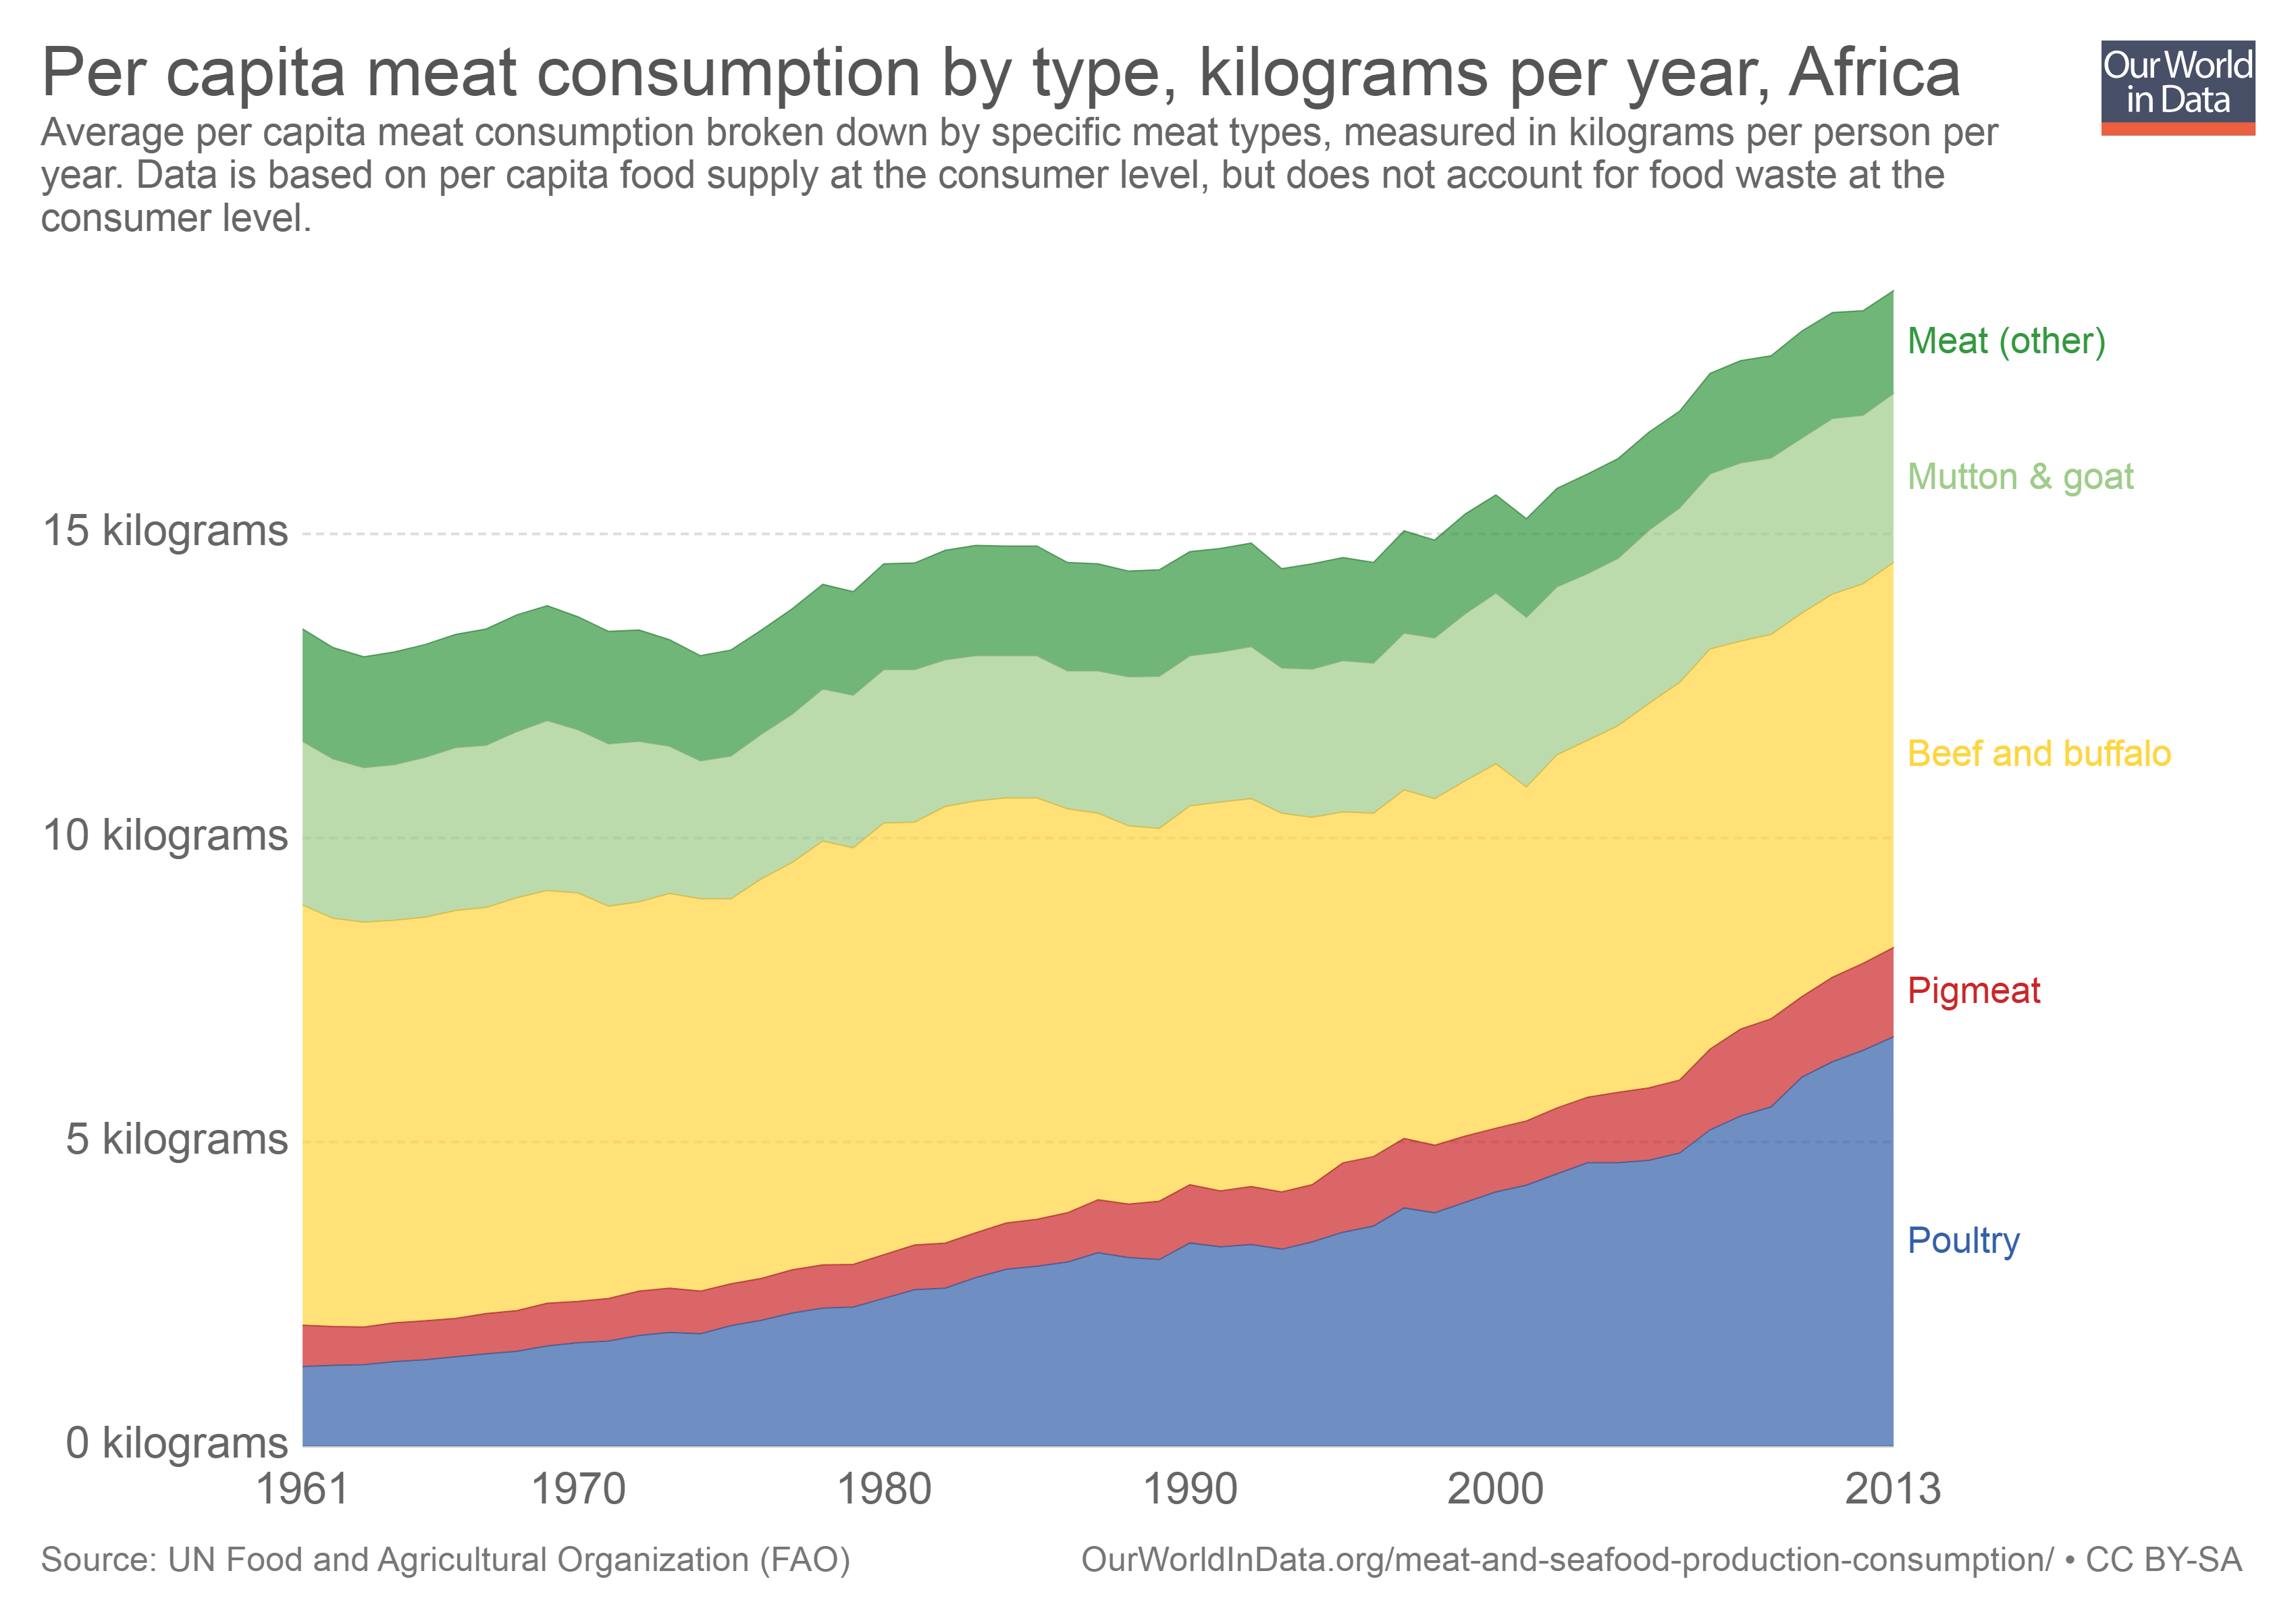 Per capita meat consumption by type, kilograms per year, Africa
Average per capita meat consumption broken down by specific meat types, measured in kilograms per person per
year. Data is based on per capita food supply at the consumer level, but does not account for food waste at the
consumer level.
Our World
in Data
Meat (other)
Mutton & goat
15 kilograms
Beef and buffalo
10 kilograms
Pigmeat
5 kilograms
Poultry
0 kilograms
1961 1970 1980 1990 2000 2013
Source: UN Food and Agricultural Organization (FAO)
OurWorldInData.org/meat-and-seafood-production-consumption/ • CC BY-SA